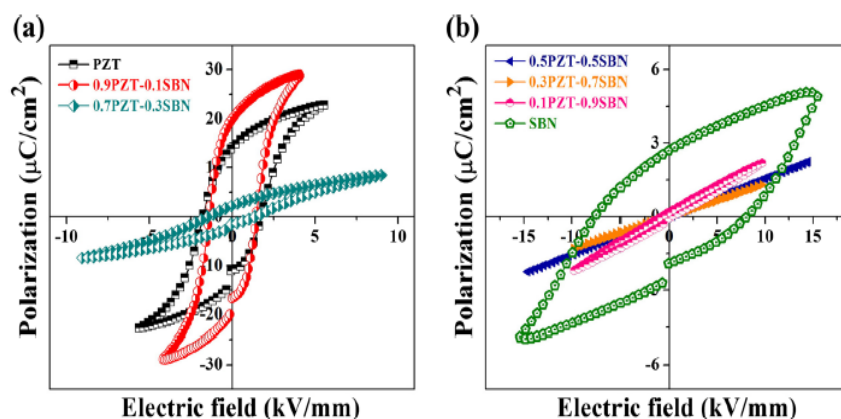 (a)
PZT
0.9PZT-0.1SBN
0.7PZT-0.3SBN
30
20
10
-10
-5
0
5
10
-10
-20
-30
Polarization (μC/cm²)
Electric field (kV/mm)
(b)
0.5PZT-0.5SBN
0.3PZT-0.7SBN
0.1PZT-0.9SBN
SBN
6
3
-15
-10
-5
0
5
10
15
-6
Polarization (μC/cm²)
Electric field (kV/mm)